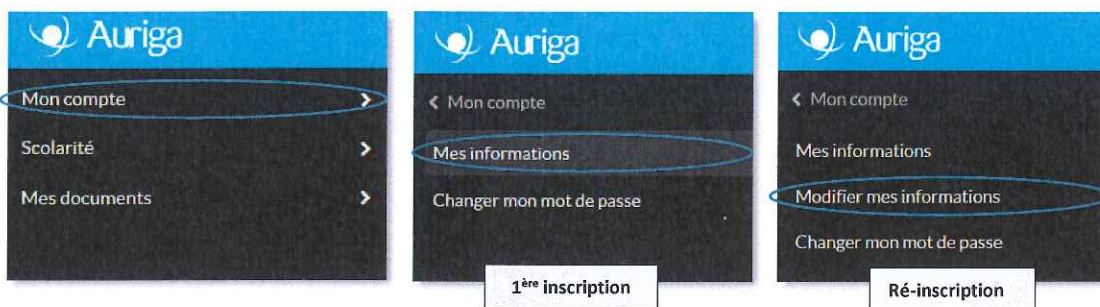 Auriga
Mon compte
Scolarité
Mes documents
Auriga
Mon compte
Mes informations
Changer mon mot de passe
1ère inscription
Auriga
Mon compte
Mes informations
Modifier mes informations
Changer mon mot de passe
Ré-inscription